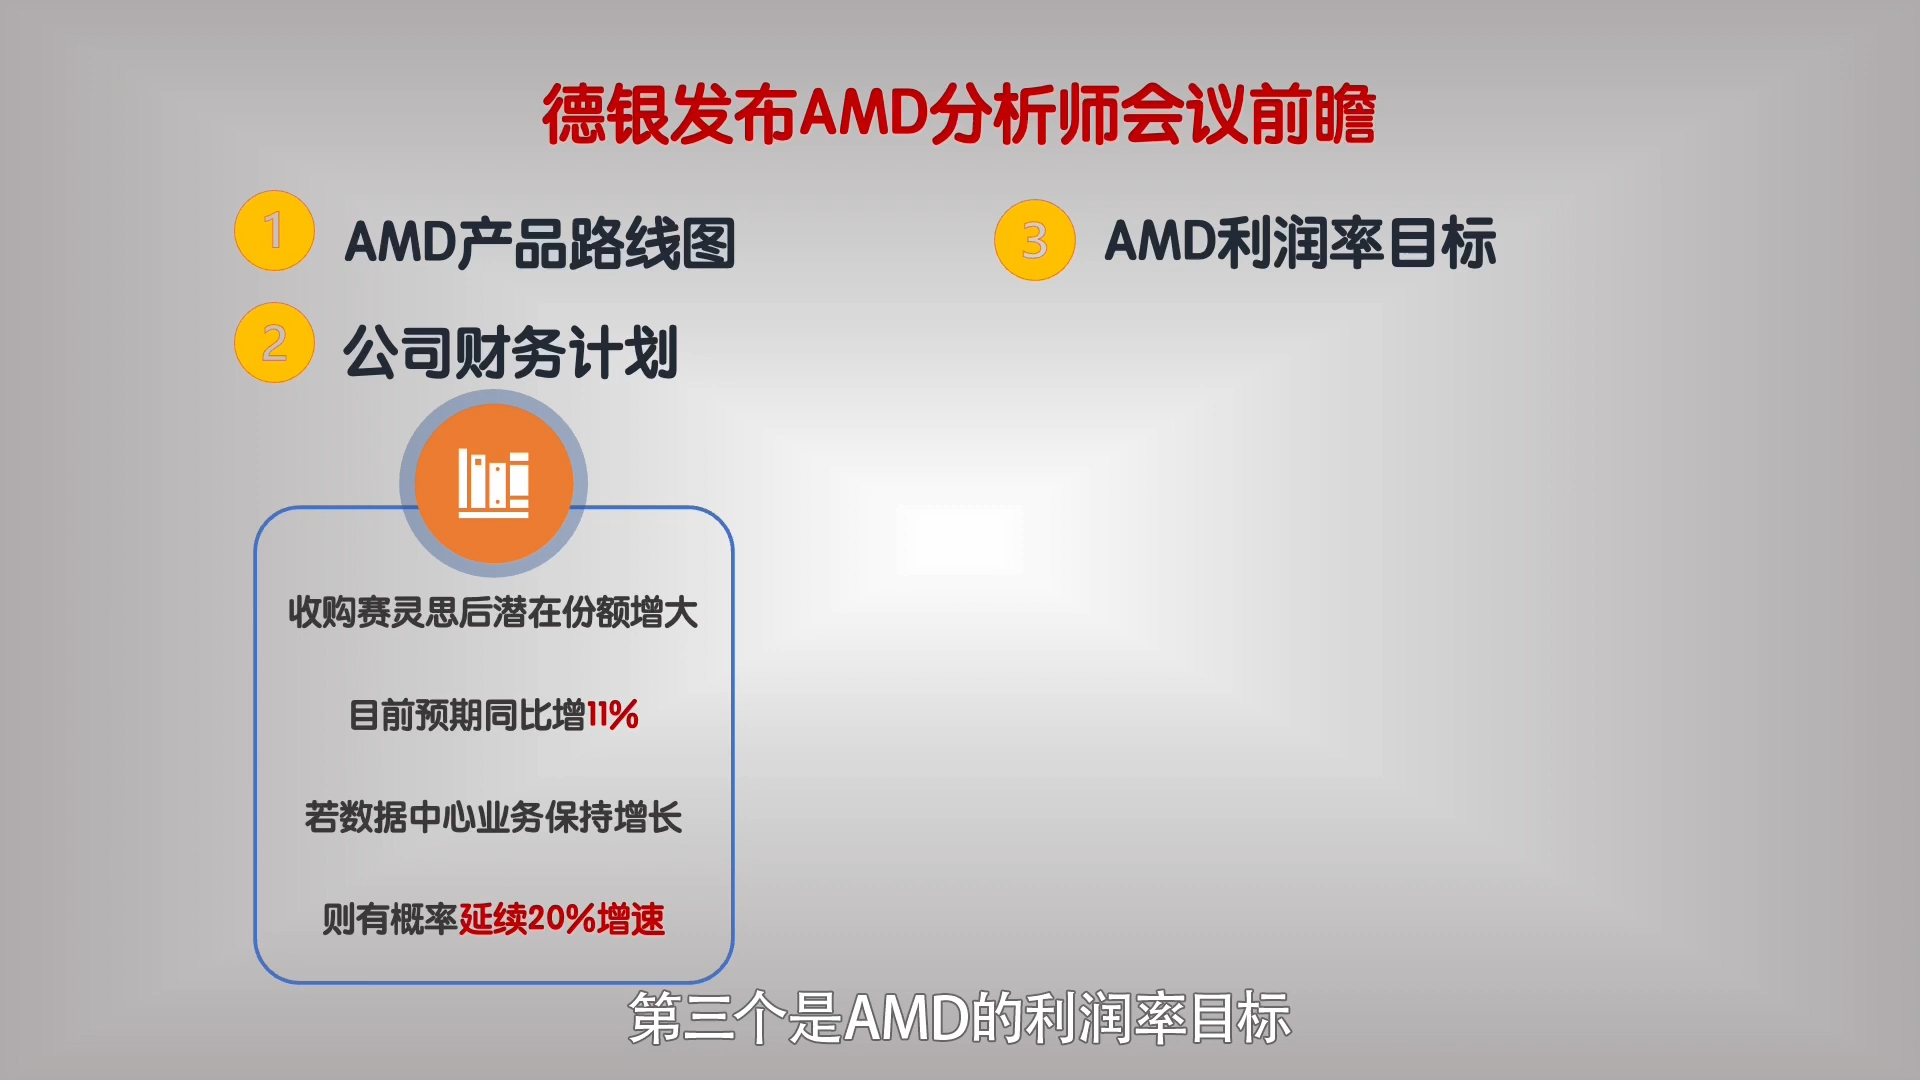 德银发布AMD分析师会议前瞻
1 AMD产品路线图
2 公司财务计划
收购赛灵思后潜在份额增大
目前预期同比增11%
若数据中心业务保持增长
则有概率延续20%增速
3 AMD利润率目标
第三个是AMD的利润率目标